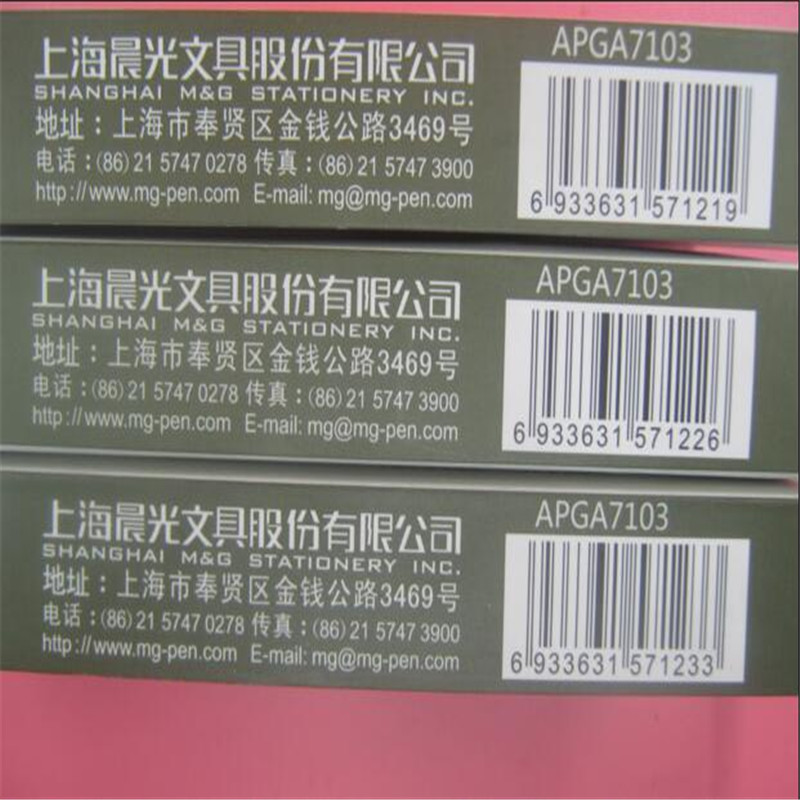 上海晨光文具股份有限公司
SHANGHAI M&G STATIONERY INC.
地址：上海市奉贤区金钱公路3469号
电话：(86) 21 5747 0278 传真：(86) 21 5747 3900
http://www.mg-pen.com E-mail: mg@mg-pen.com
APGA7103
6 933631 571219
上海晨光文具股份有限公司
SHANGHAI M&G STATIONERY INC.
地址：上海市奉贤区金钱公路3469号
电话：(86) 21 5747 0278 传真：(86) 21 5747 3900
http://www.mg-pen.com E-mail: mg@mg-pen.com
APGA7103
6 933631 571226
上海晨光文具股份有限公司
SHANGHAI M&G STATIONERY INC.
地址：上海市奉贤区金钱公路3469号
电话：(86) 21 5747 0278 传真：(86) 21 5747 3900
http://www.mg-pen.com E-mail: mg@mg-pen.com
APGA7103
6 933631 571233